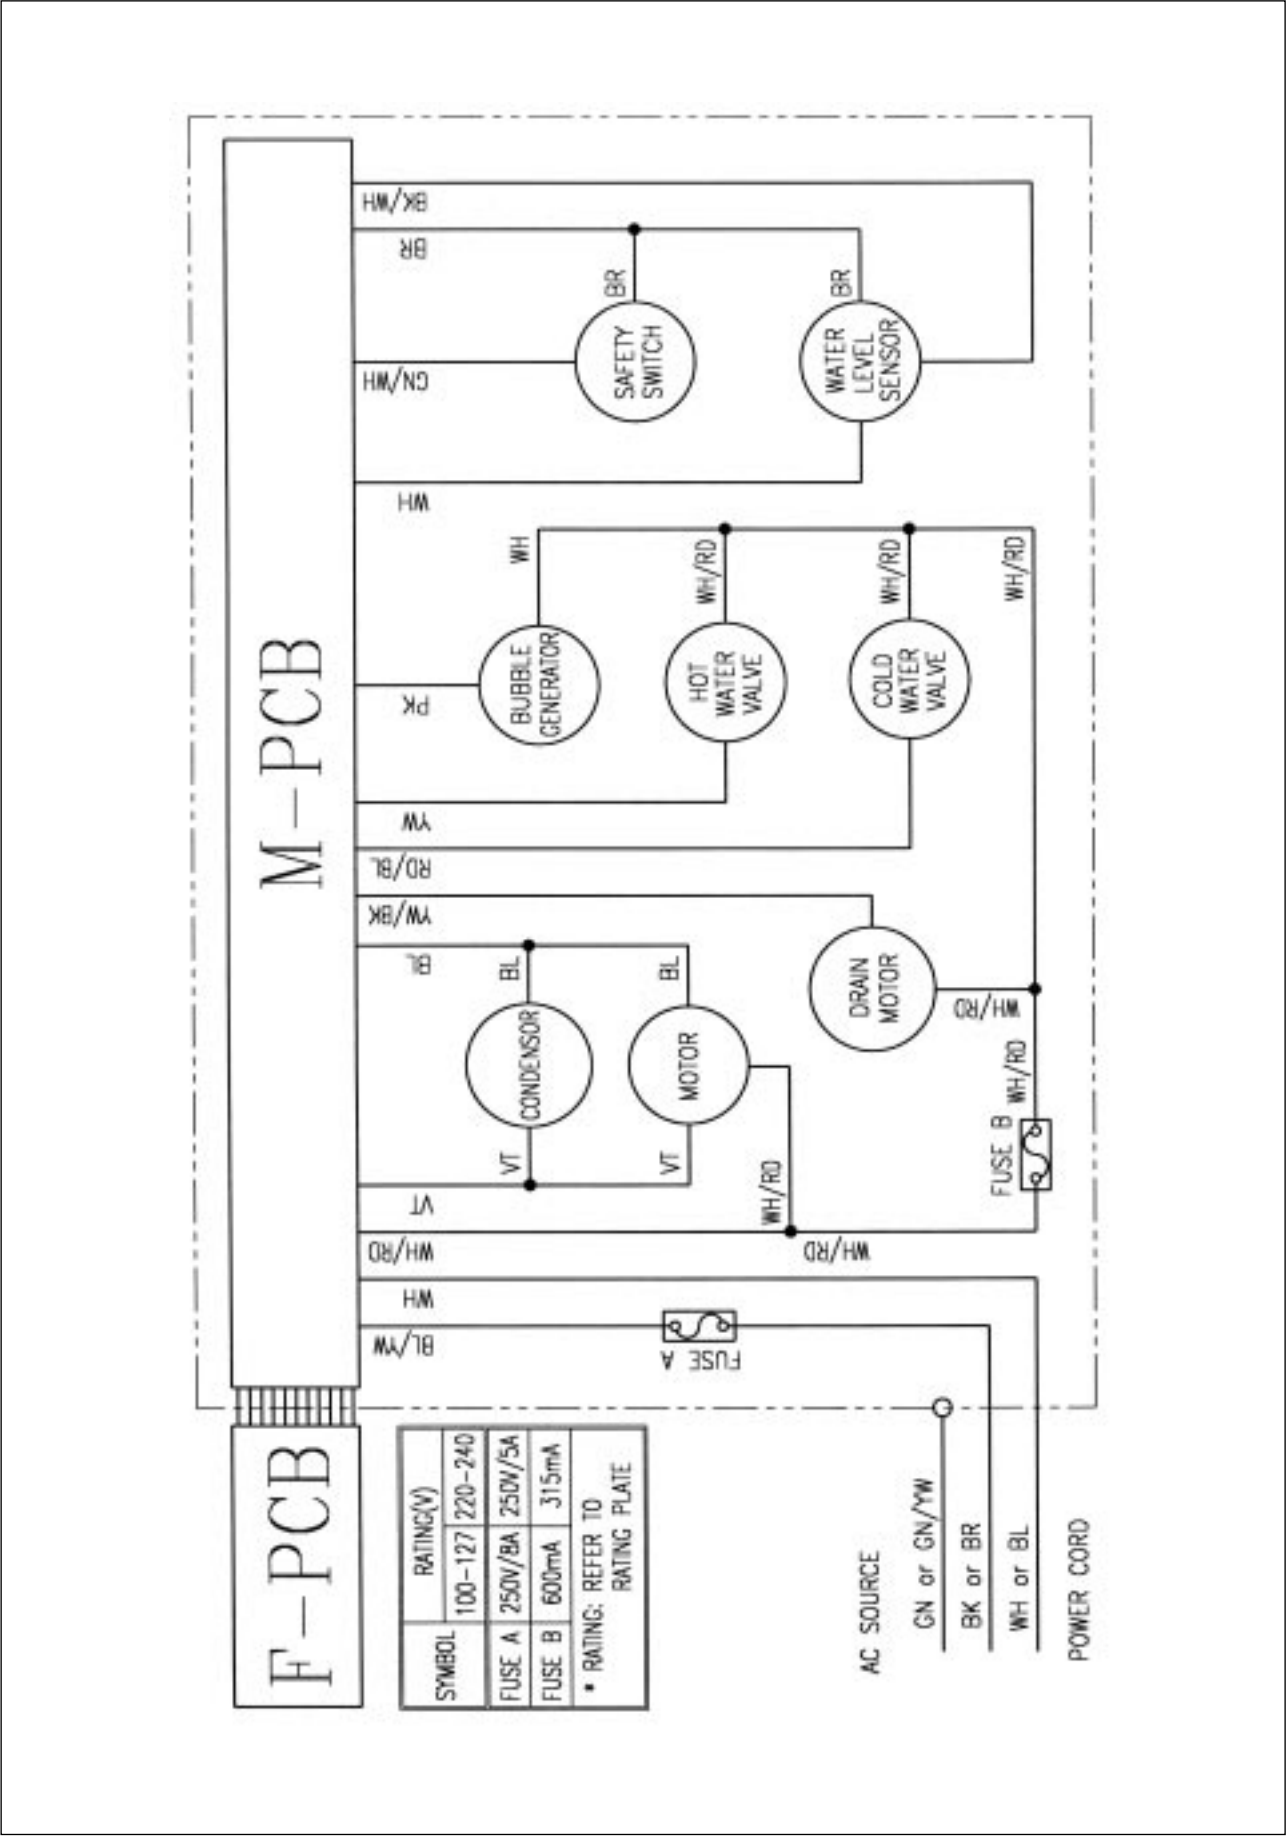 F-PCB
M-PCB
SYMBOL
RATING(V)
100-127
220-240
FUSE A
250V/8A
250V/5A
FUSE B
600mA
315mA
* RATING: REFER TO
RATING PLATE
AC SOURCE
GN or GN/YW
BK or BR
WH or BL
POWER CORD
BL/YW
FUSE A
WH
WH/RD
WH/RD
WH/RD
VT
VT
VT
CONDENSOR
MOTOR
BL
BL
BL
FUSE B
WH/RD
WH/RD
DRAIN
MOTOR
YW/BK
RD/BL
YW
PK
BUBBLE
GENERATOR
HOT
WATER
VALVE
COLD
WATER
VALVE
WH
WH/RD
WH/RD
WH/RD
WH
GN/WH
SAFETY
SWITCH
WATER
LEVEL
SENSOR
BR
BR
BR
BK/WH